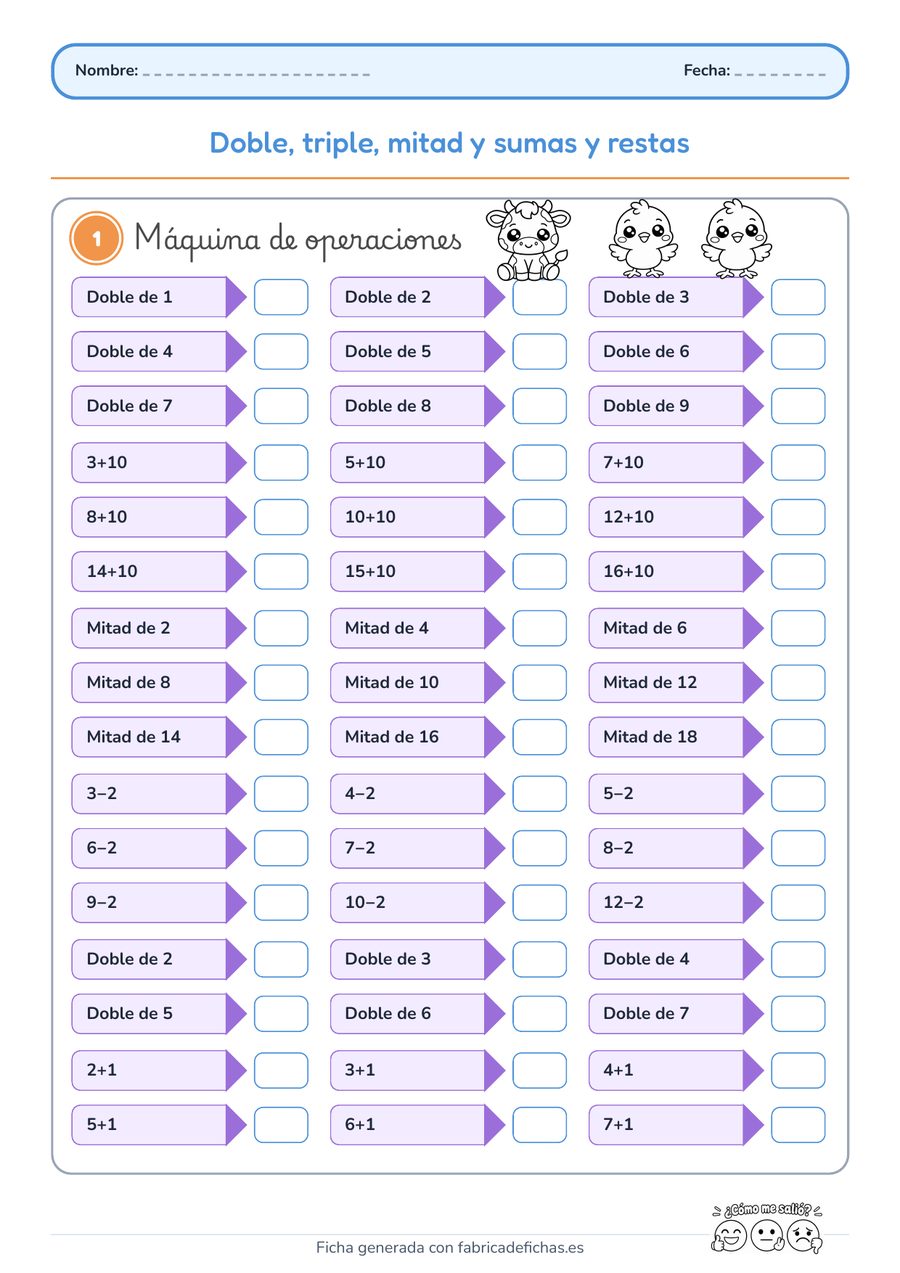 Nombre: Fecha:
Doble, triple, mitad y sumas y restas
1 Máquina de operaciones
Doble de 1 Doble de 2 Doble de 3
Doble de 4 Doble de 5 Doble de 6
Doble de 7 Doble de 8 Doble de 9
3+10 5+10 7+10
8+10 10+10 12+10
14+10 15+10 16+10
Mitad de 2 Mitad de 4 Mitad de 6
Mitad de 8 Mitad de 10 Mitad de 12
Mitad de 14 Mitad de 16 Mitad de 18
3−2 4−2 5−2
6−2 7−2 8−2
9−2 10−2 12−2
Doble de 2 Doble de 3 Doble de 4
Doble de 5 Doble de 6 Doble de 7
2+1 3+1 4+1
5+1 6+1 7+1
¿Cómo me salió?
Ficha generada con fabricadefichas.es